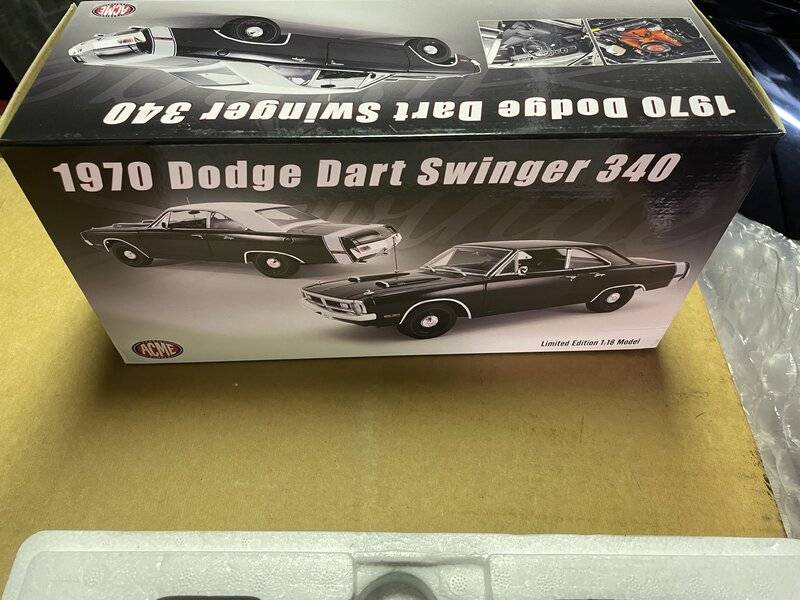 ACME
1970 Dodge Dart Swinger 340
1970 Dodge Dart Swinger 340
ACME
Limited Edition 1:18 Model